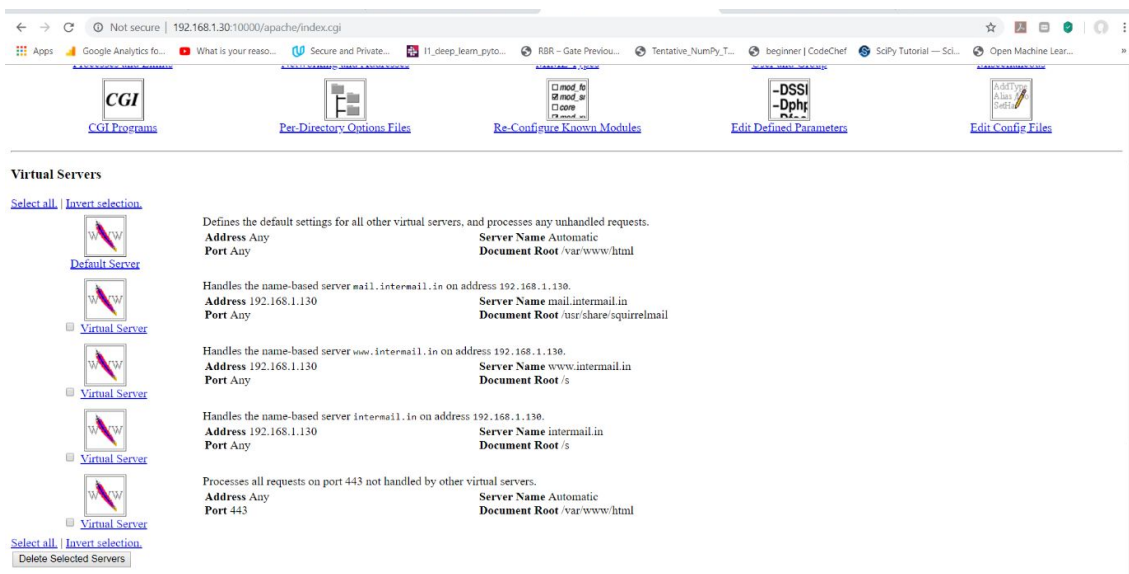 Not secure | 192.168.1.30:10000/apache/index.cgi
Apps Google Analytics fo... What is your reaso... Secure and Private... l1_deep_learn_pyto... RBR – Gate Previou... Tentative_NumPy_T... beginner | CodeChef SciPy Tutorial — Sci... Open Machine Lear... »
CGI
mod_fo
mod_su
core
-DSSI
-Dphp
AddType
Alias
CGI Programs Per-Directory Options Files Re-Configure Known Modules Edit Defined Parameters Edit Config Files
Virtual Servers
Select all. | Invert selection.
Defines the default settings for all other virtual servers, and processes any unhandled requests.
Address Any Server Name Automatic
Port Any Document Root /var/www/html
Default Server
Handles the name-based server mail.intermail.in on address 192.168.1.130.
Address 192.168.1.130 Server Name mail.intermail.in
Port Any Document Root /usr/share/squirrelmail
Virtual Server
Handles the name-based server www.intermail.in on address 192.168.1.130.
Address 192.168.1.130 Server Name www.intermail.in
Port Any Document Root /s
Virtual Server
Handles the name-based server intermail.in on address 192.168.1.130.
Address 192.168.1.130 Server Name intermail.in
Port Any Document Root /s
Virtual Server
Processes all requests on port 443 not handled by other virtual servers.
Address Any Server Name Automatic
Port 443 Document Root /var/www/html
Virtual Server
Select all. | Invert selection.
Delete Selected Servers